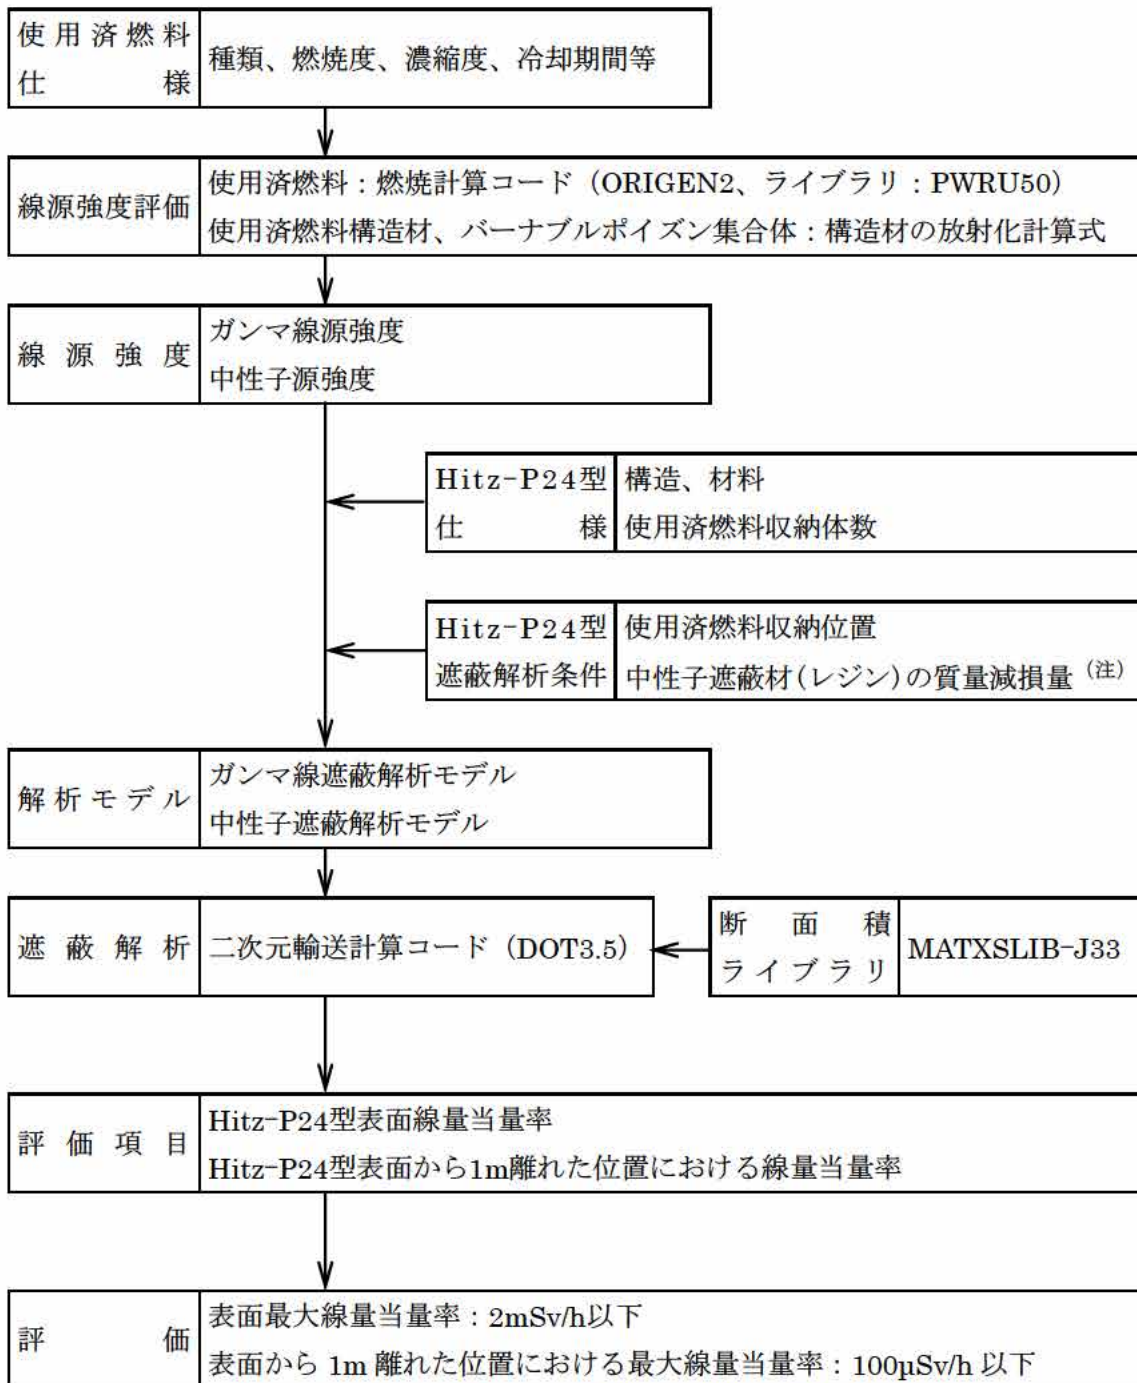 使用済燃料
仕様
種類、燃焼度、濃縮度、冷却期間等
線源強度評価
使用済燃料：燃焼計算コード（ORIGEN2、ライブラリ：PWRU50）
使用済燃料構造材、バーナブルポイズン集合体：構造材の放射化計算式
線源強度
ガンマ線源強度
中性子源強度
Hitz-P24型
仕様
構造、材料
使用済燃料収納体数
Hitz-P24型
遮蔽解析条件
使用済燃料収納位置
中性子遮蔽材(レジン)の質量減損量（注）
解析モデル
ガンマ線遮蔽解析モデル
中性子遮蔽解析モデル
遮蔽解析
二次元輸送計算コード（DOT3.5）
断面積
ライブラリ
MATXSLIB-J33
評価項目
Hitz-P24型表面線量当量率
Hitz-P24型表面から1m離れた位置における線量当量率
評価
表面最大線量当量率：2mSv/h以下
表面から 1m 離れた位置における最大線量当量率：100μSv/h 以下